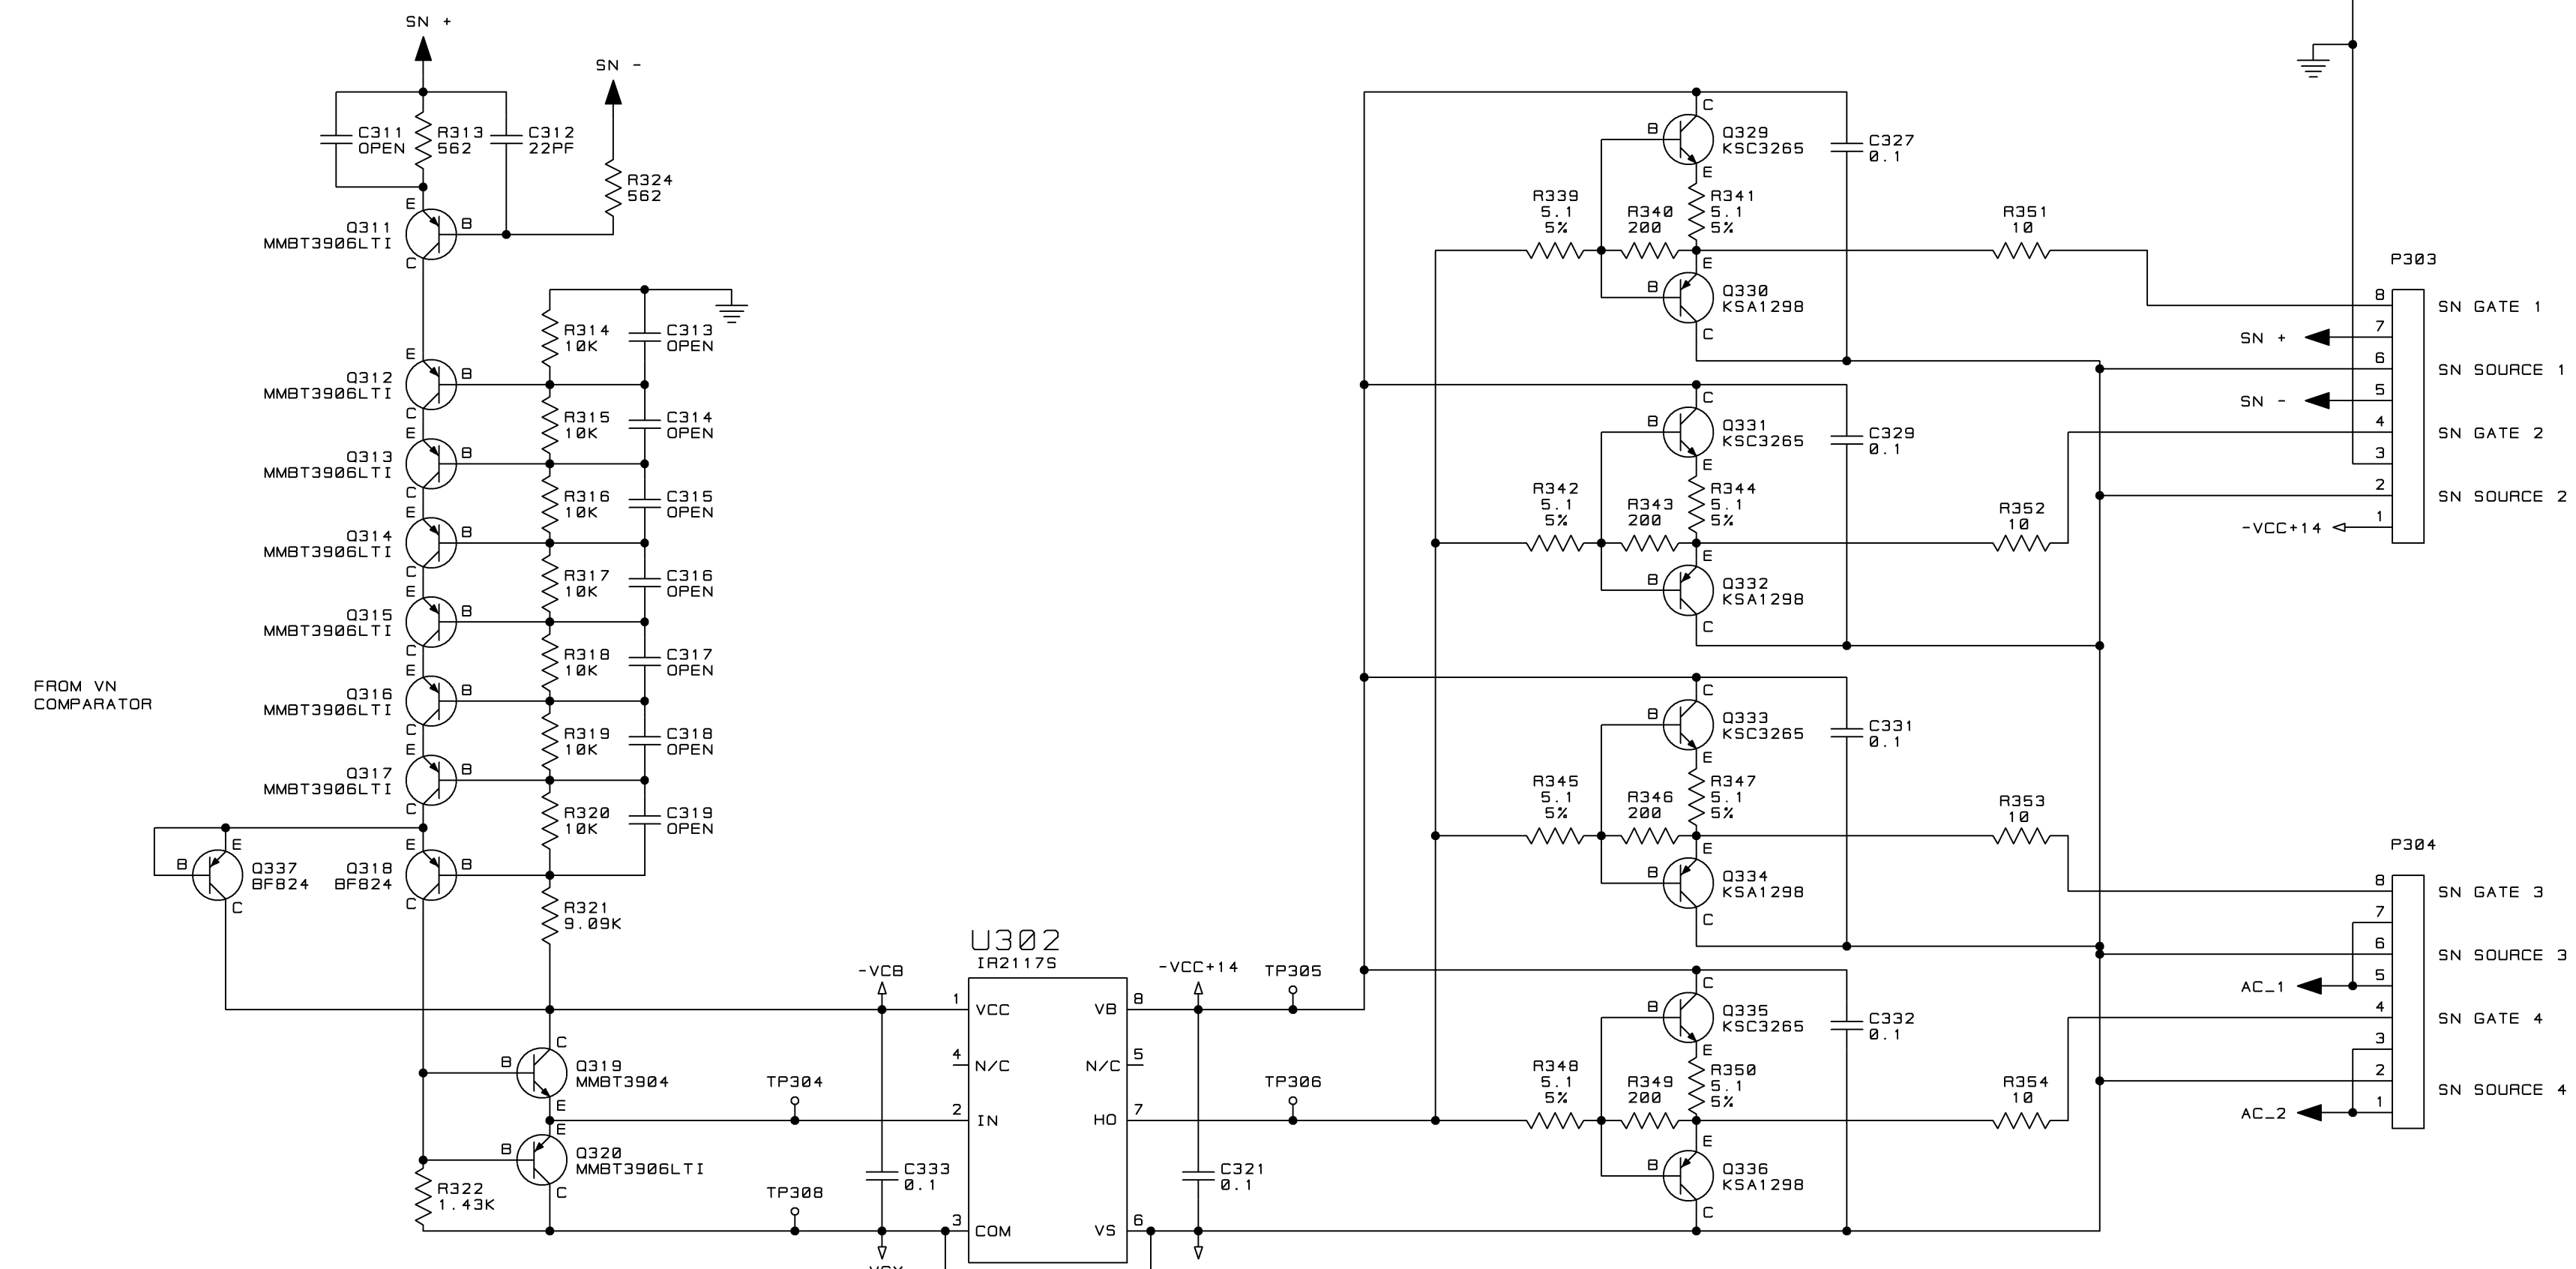 SN +
SN -
C311
OPEN
R313
562
C312
22PF
R324
562
E
Q311
MMBT3906LTI
B
C
R314
10K
C313
OPEN
E
Q312
MMBT3906LTI
B
C
R315
10K
C314
OPEN
E
Q313
MMBT3906LTI
B
C
R316
10K
C315
OPEN
E
Q314
MMBT3906LTI
B
C
R317
10K
C316
OPEN
E
Q315
MMBT3906LTI
B
C
R318
10K
C317
OPEN
E
FROM VN
COMPARATOR
Q316
MMBT3906LTI
B
C
R319
10K
C318
OPEN
E
Q317
MMBT3906LTI
B
C
R320
10K
C319
OPEN
E
B
Q337
BF824
C
E
Q318
BF824
B
C
R321
9.09K
C
B
Q319
MMBT3904
E
TP304
E
B
Q320
MMBT3906LTI
C
R322
1.43K
TP308
-VCB
C333
0.1
U302
IR2117S
1
VCC
4
N/C
2
IN
3
COM
VB
8
N/C
5
HO
7
VS
6
-VCC+14
TP305
TP306
C321
0.1
C
B
Q329
KSC3265
E
C327
0.1
R339
5.1
5%
R340
200
R341
5.1
5%
R351
10
E
B
Q330
KSA1298
C
C
B
Q331
KSC3265
E
C329
0.1
R342
5.1
5%
R343
200
R344
5.1
5%
R352
10
E
B
Q332
KSA1298
C
C
B
Q333
KSC3265
E
C331
0.1
R345
5.1
5%
R346
200
R347
5.1
5%
R353
10
E
B
Q334
KSA1298
C
C
B
Q335
KSC3265
E
C332
0.1
R348
5.1
5%
R349
200
R350
5.1
5%
R354
10
E
B
Q336
KSA1298
C
P303
8
SN GATE 1
7
SN +
6
SN SOURCE 1
5
SN -
4
SN GATE 2
3
2
SN SOURCE 2
1
-VCC+14
P304
8
SN GATE 3
7
6
SN SOURCE 3
5
AC_1
4
SN GATE 4
3
2
SN SOURCE 4
1
AC_2